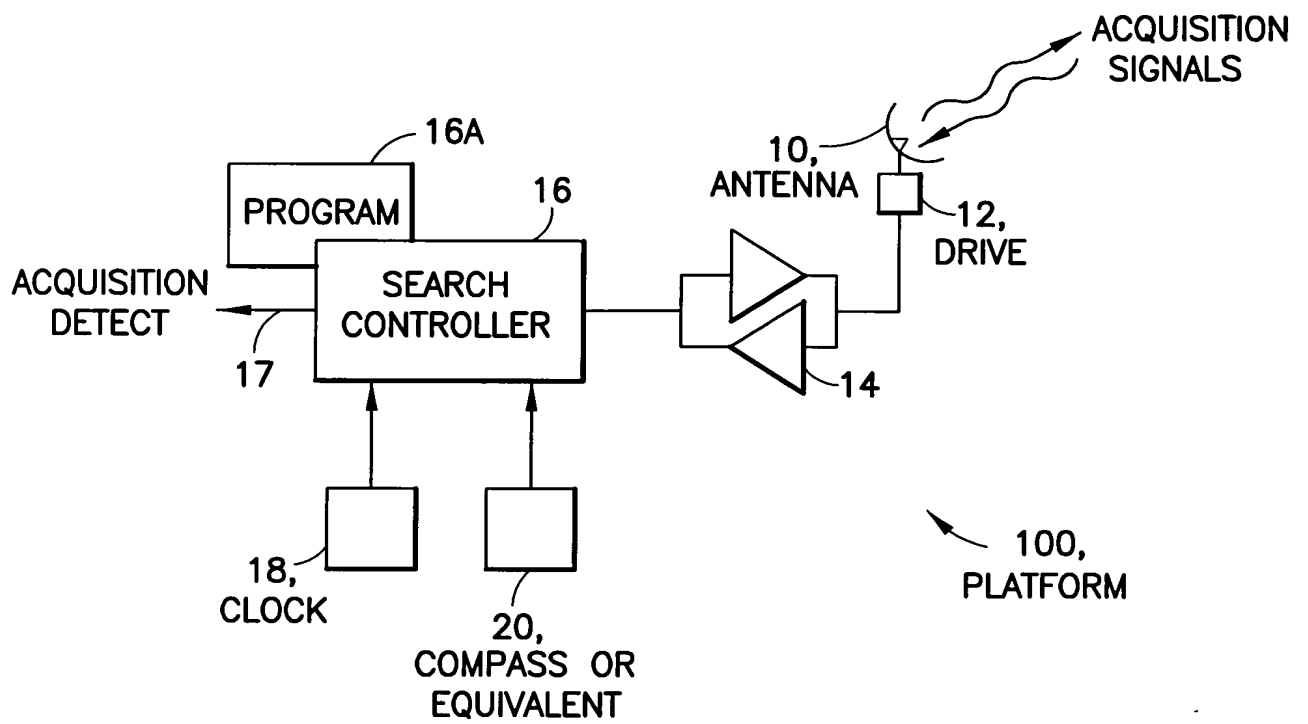 ACQUISITION
SIGNALS
16A
10,
ANTENNA
PROGRAM
16
12,
DRIVE
ACQUISITION
DETECT
SEARCH
CONTROLLER
17
14
18,
CLOCK
20,
COMPASS OR
EQUIVALENT
100,
PLATFORM